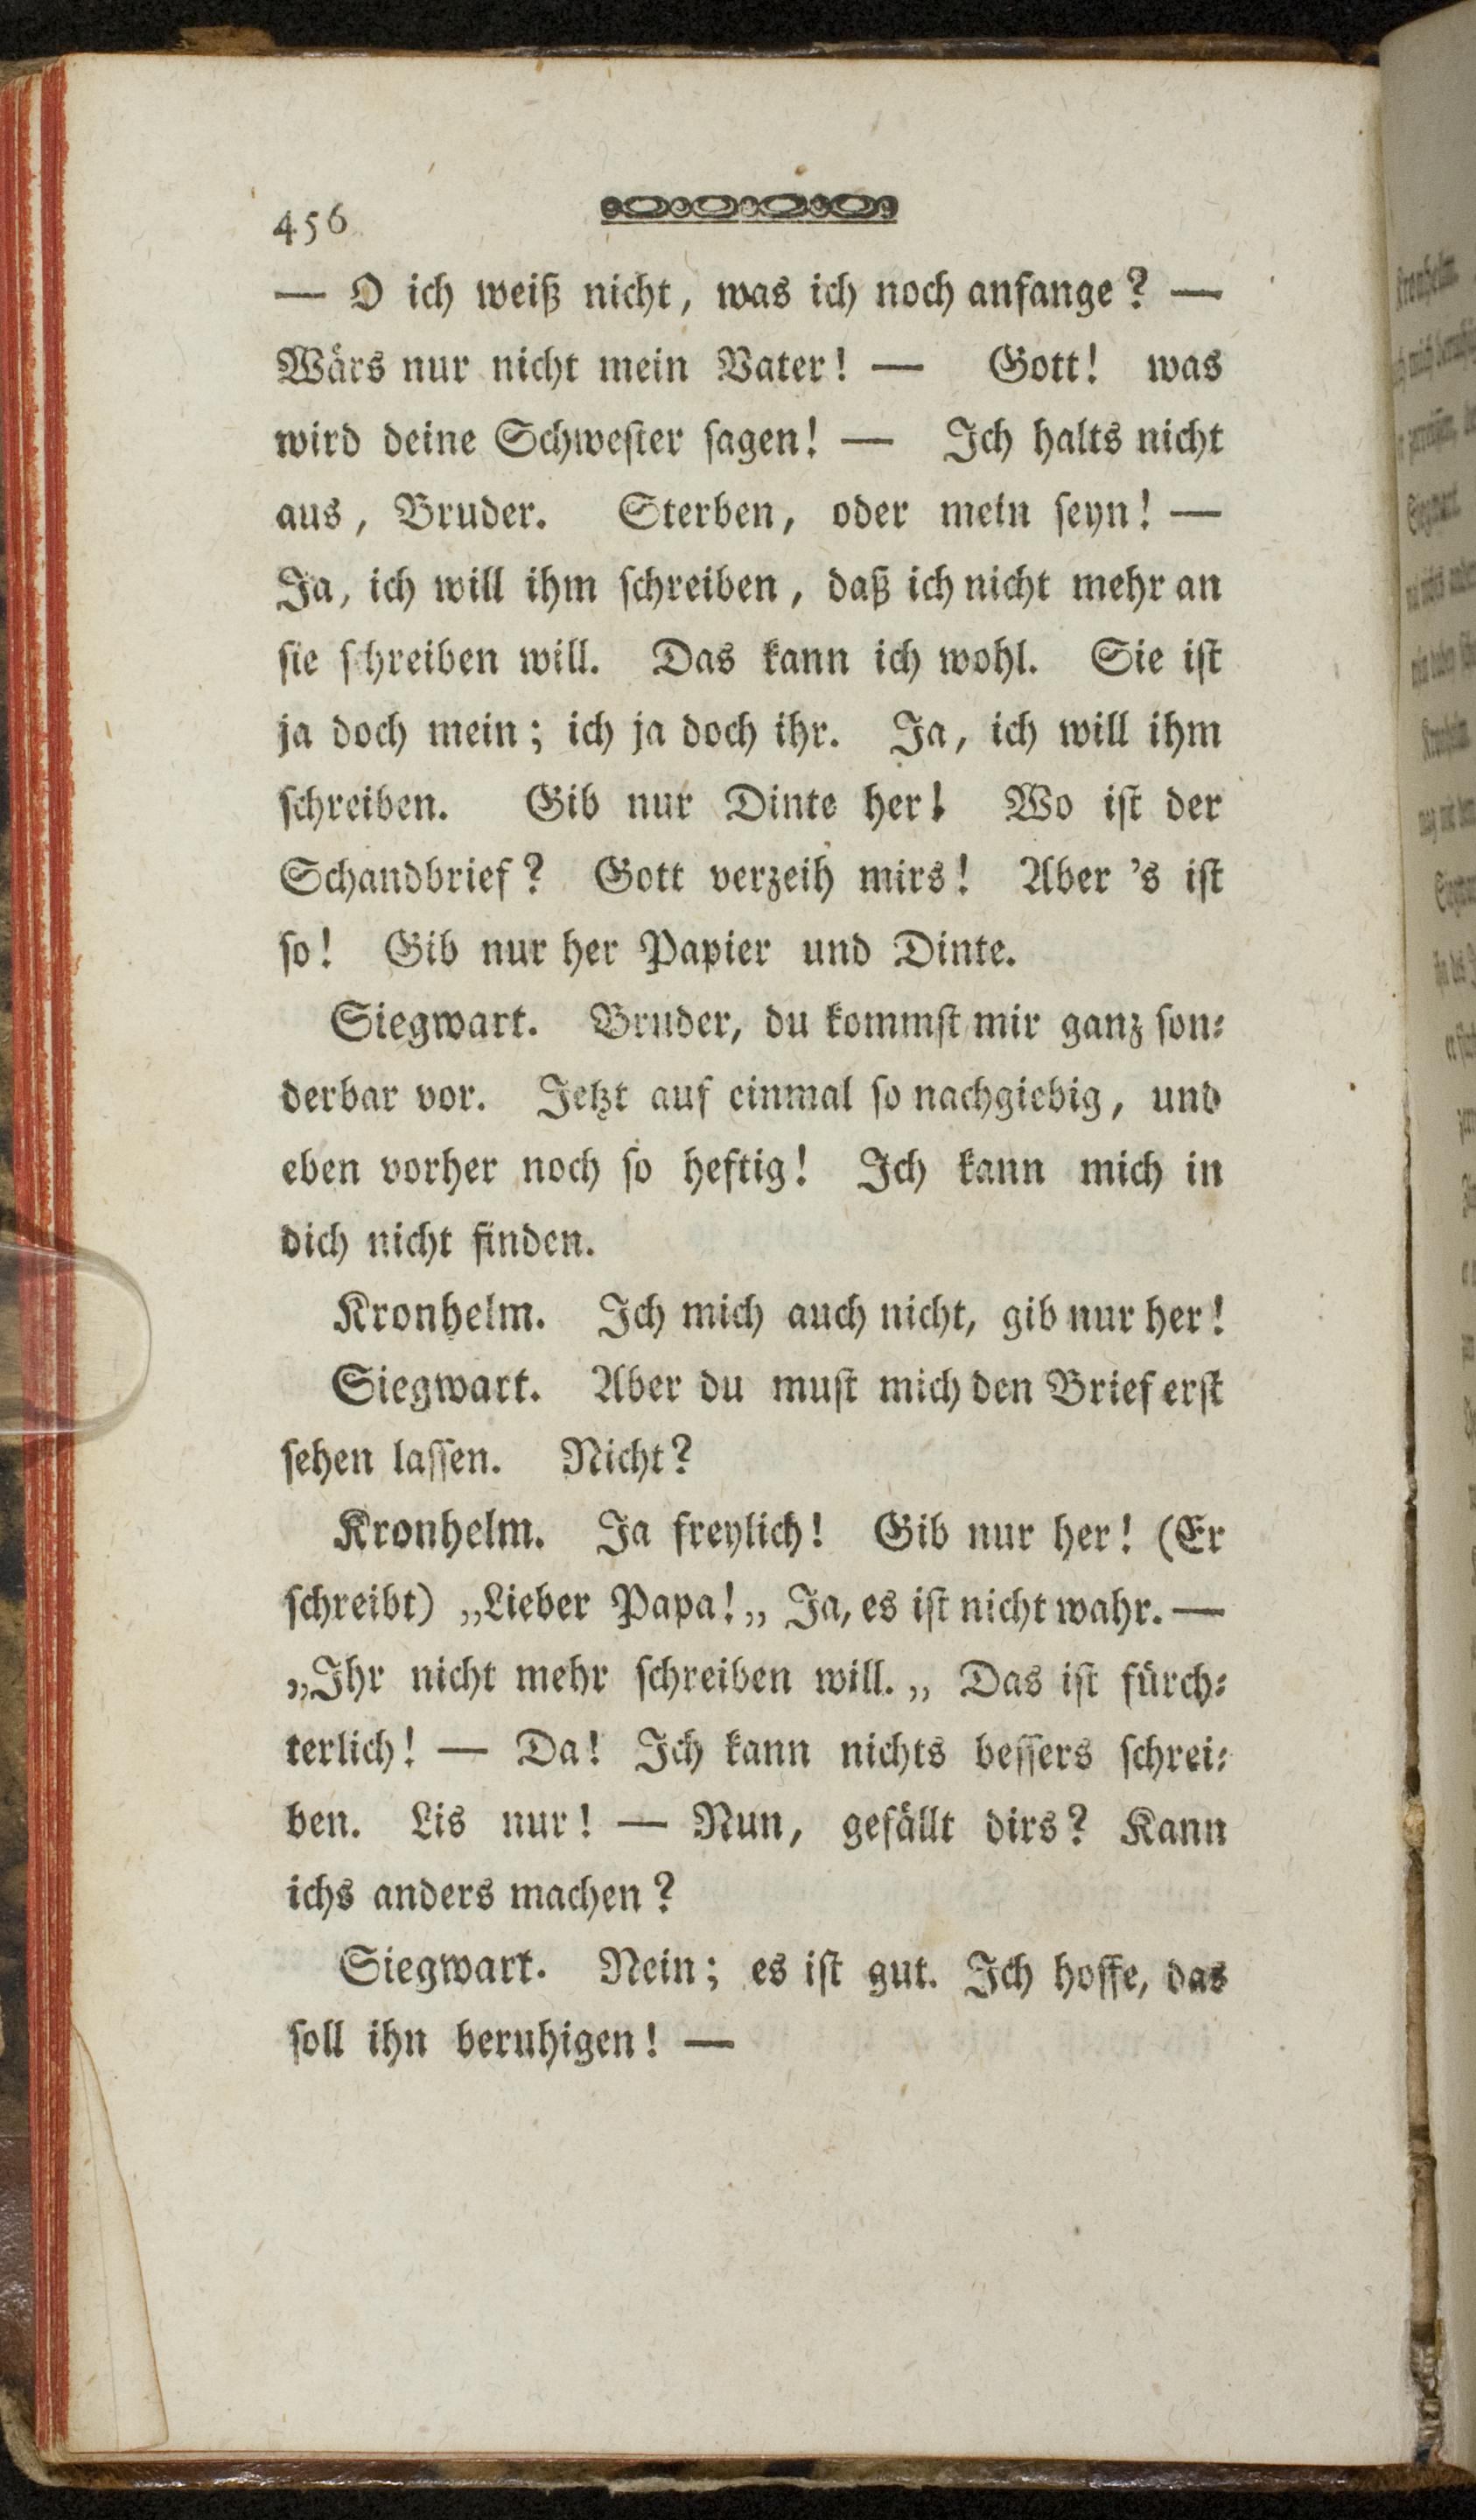 456
— O ich weiß nicht, was ich noch anfange? —
Wärs nur nicht mein Vater! — Gott! was
wird deine Schweſter ſagen! — Ich halts nicht
aus, Bruder. Sterben, oder mein ſeyn! —
Ja, ich will ihm ſchreiben, daß ich nicht mehr an
ſie ſchreiben will. Das kann ich wohl. Sie iſt
ja doch mein; ich ja doch ihr. Ja, ich will ihm
ſchreiben. Gib nur Dinte her! Wo iſt der
Schandbrief? Gott verzeih mirs! Aber 's iſt
ſo! Gib nur her Papier und Dinte.
Siegwart. Bruder, du kommſt mir ganz ſon⸗
derbar vor. Jetzt auf einmal ſo nachgiebig, und
eben vorher noch ſo heftig! Ich kann mich in
dich nicht finden.
Kronhelm. Ich mich auch nicht, gib nur her!
Siegwart. Aber du muſt mich den Brief erſt
ſehen laſſen. Nicht?
Kronhelm. Ja freylich! Gib nur her! (Er
ſchreibt) „Lieber Papa!„ Ja, es iſt nicht wahr. —
„Ihr nicht mehr ſchreiben will.„ Das iſt fürch⸗
terlich! — Da! Ich kann nichts beſſers ſchrei⸗
ben. Lis nur! — Nun, gefällt dirs? Kann
ichs anders machen?
Siegwart. Nein; es iſt gut. Ich hoffe, das
ſoll ihn beruhigen! —